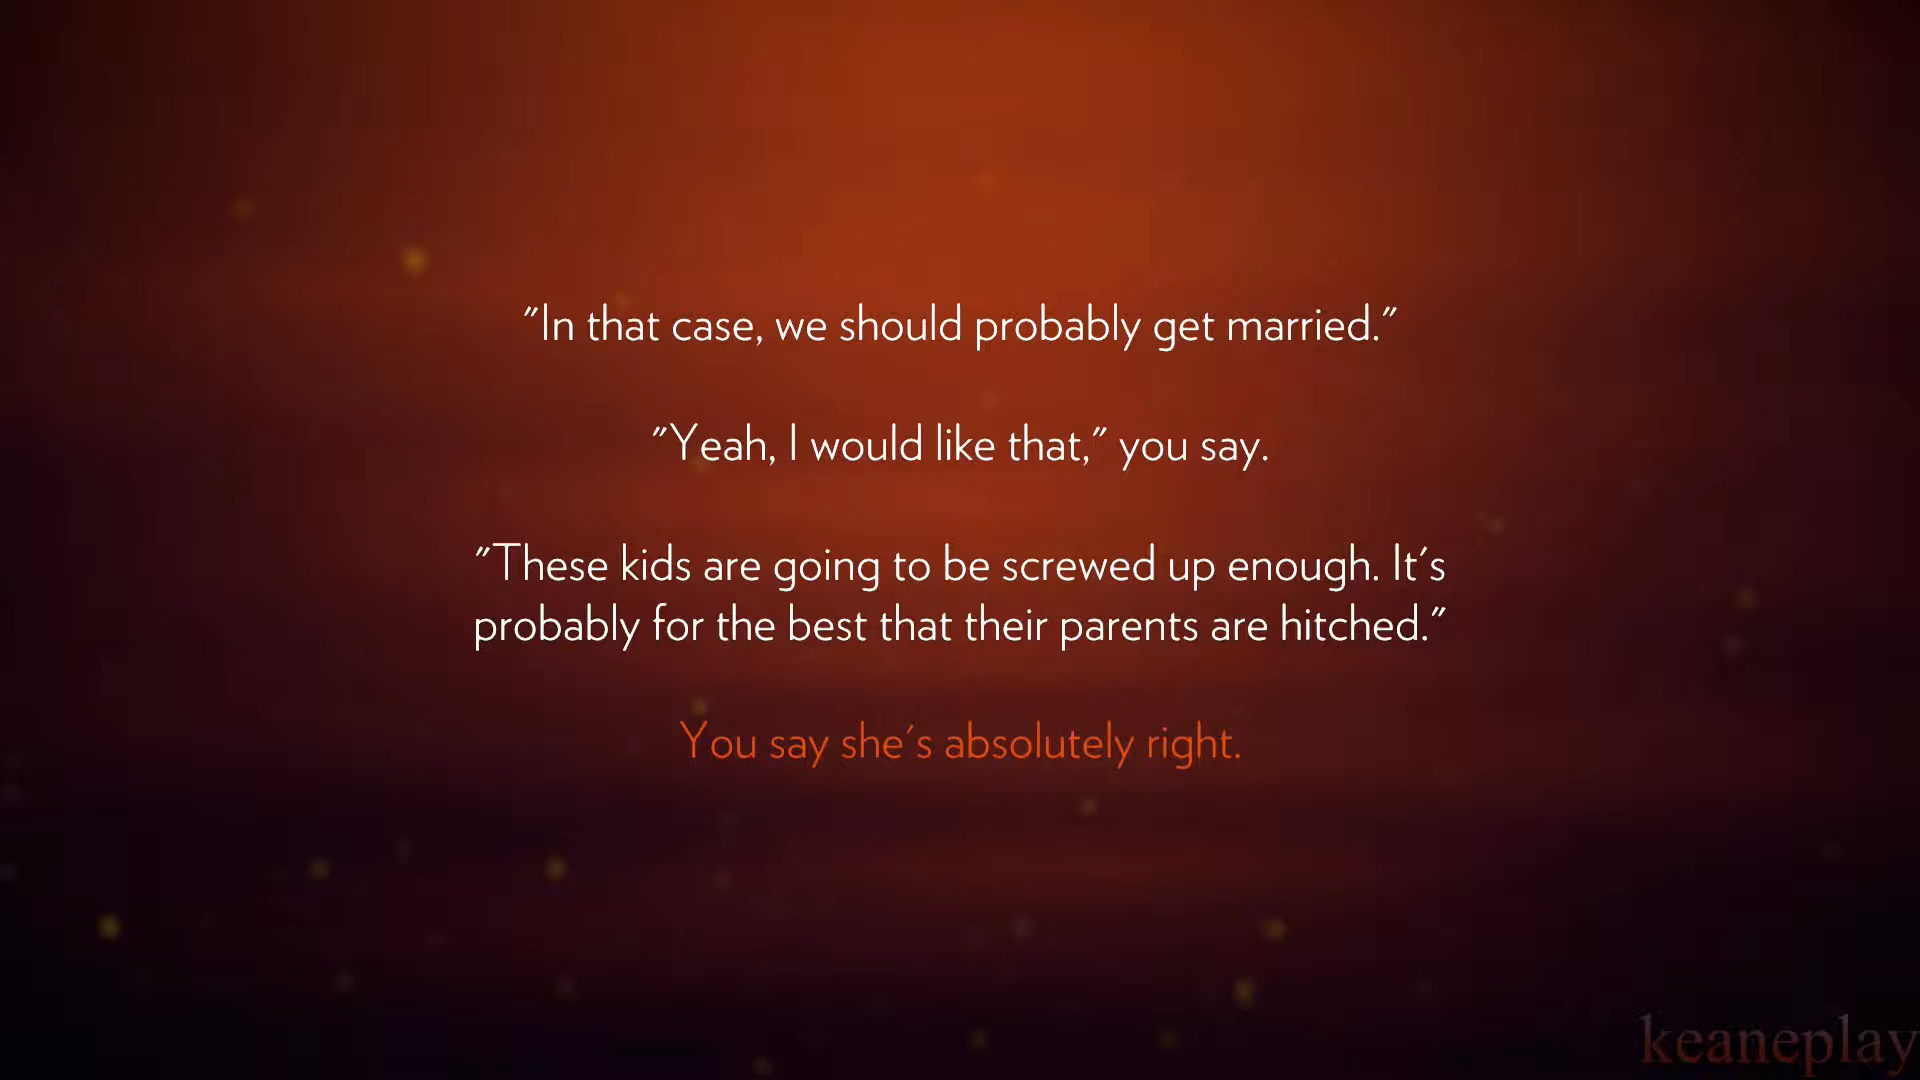 "In that case, we should probably get married."
"Yeah, I would like that," you say.
"These kids are going to be screwed up enough. It's
probably for the best that their parents are hitched."
You say she's absolutely right.
keaneplay